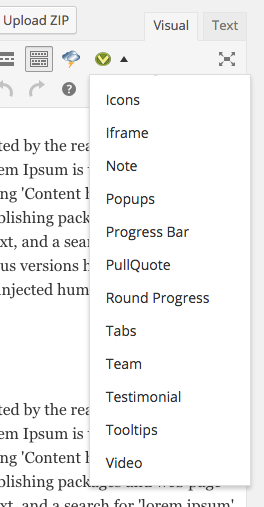 Upload ZIP
Visual
Text
Icons
Iframe
Note
Popups
Progress Bar
PullQuote
Round Progress
Tabs
Team
Testimonial
Tooltips
Video
ted by the rea
em Ipsum is
ng 'Content h
blishing pack
xt, and a sear
us versions h
injected hum
ted by the rea
em Ipsum is
ng 'Content h
blishing packages and web page
xt, and a search for 'lorem ipsum'